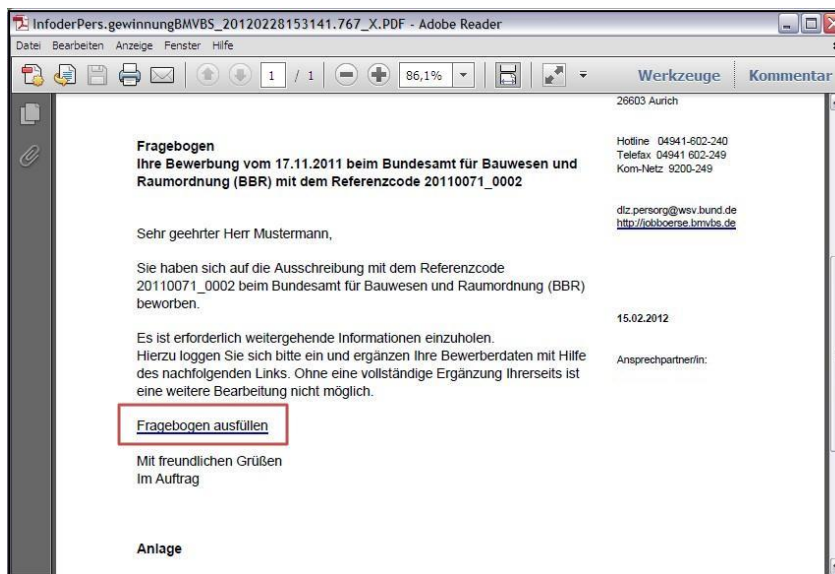 InfoderPers.gewinnungBMVBS_20120228153141.767_X.PDF - Adobe Reader
Datei Bearbeiten Anzeige Fenster Hilfe
1 / 1 86,1% Werkzeuge Kommentar
26603 Aurich
Hotline 04941-602-240
Telefax 04941 602-249
Kom-Netz 9200-249
dlz.persorg@wsv.bund.de
http://jobboerse.bmvbs.de
15.02.2012
Ansprechpartner/in:
Fragebogen
Ihre Bewerbung vom 17.11.2011 beim Bundesamt für Bauwesen und
Raumordnung (BBR) mit dem Referenzcode 20110071_0002
Sehr geehrter Herr Mustermann,
Sie haben sich auf die Ausschreibung mit dem Referenzcode
20110071_0002 beim Bundesamt für Bauwesen und Raumordnung (BBR)
beworben.
Es ist erforderlich weitergehende Informationen einzuholen.
Hierzu loggen Sie sich bitte ein und ergänzen Ihre Bewerberdaten mit Hilfe
des nachfolgenden Links. Ohne eine vollständige Ergänzung Ihrerseits ist
eine weitere Bearbeitung nicht möglich.
Fragebogen ausfüllen
Mit freundlichen Grüßen
Im Auftrag
Anlage